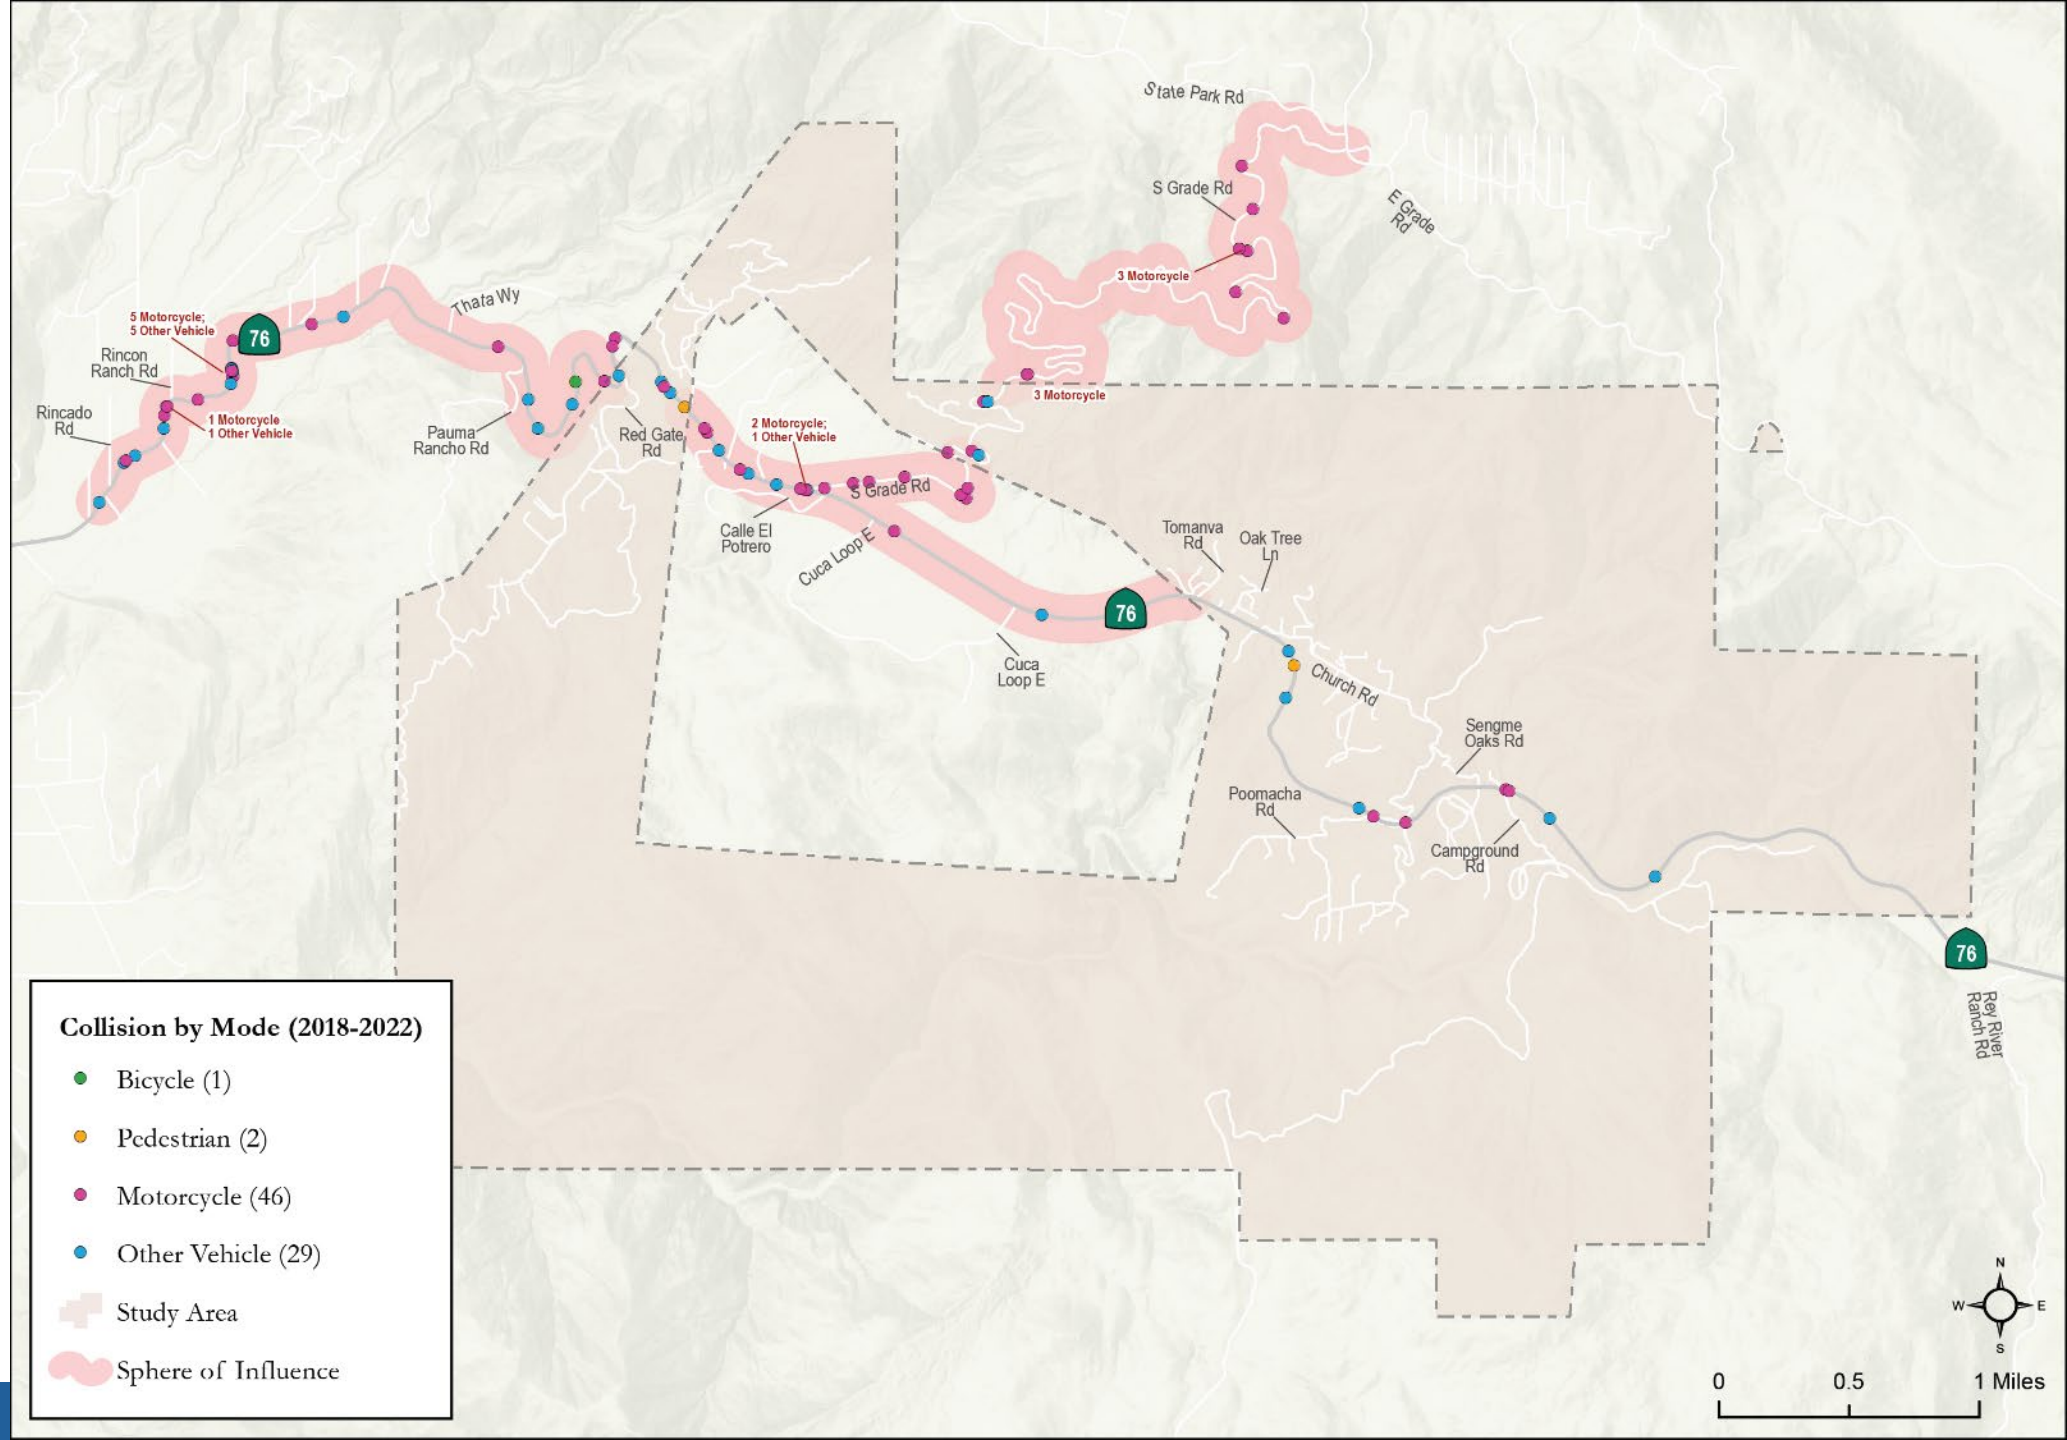 State Park Rd
S Grade Rd
E Grade
Rd
3 Motorcycle
Thata Wy
5 Motorcycle;
5 Other Vehicle
76
Rincon
Ranch Rd
Rincado
Rd
1 Motorcycle
1 Other Vehicle
Pauma
Rancho Rd
Red Gate
Rd
2 Motorcycle;
1 Other Vehicle
3 Motorcycle
S Grade Rd
Calle El
Potrero
Cuca Loop E
Tomanva
Rd
Oak Tree
Ln
76
Cuca
Loop E
Church Rd
Sengme
Oaks Rd
Poomacha
Rd
Campground
Rd
76
Rey River
Ranch Rd
Collision by Mode (2018-2022)
Bicycle (1)
Pedestrian (2)
Motorcycle (46)
Other Vehicle (29)
Study Area
Sphere of Influence
N
W E
S
0 0.5 1 Miles